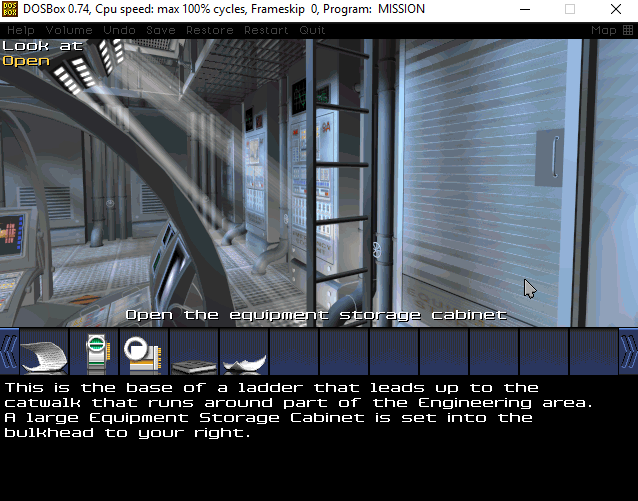 DOS
BOX
DOSBox 0.74, Cpu speed: max 100% cycles, Frameskip 0, Program: MISSION
Help Volume Undo Save Restore Restart Quit Map
Look at
Open
Open the equipment storage cabinet
This is the base of a ladder that leads up to the
catwalk that runs around part of the Engineering area.
A large Equipment Storage Cabinet is set into the
bulkhead to your right.